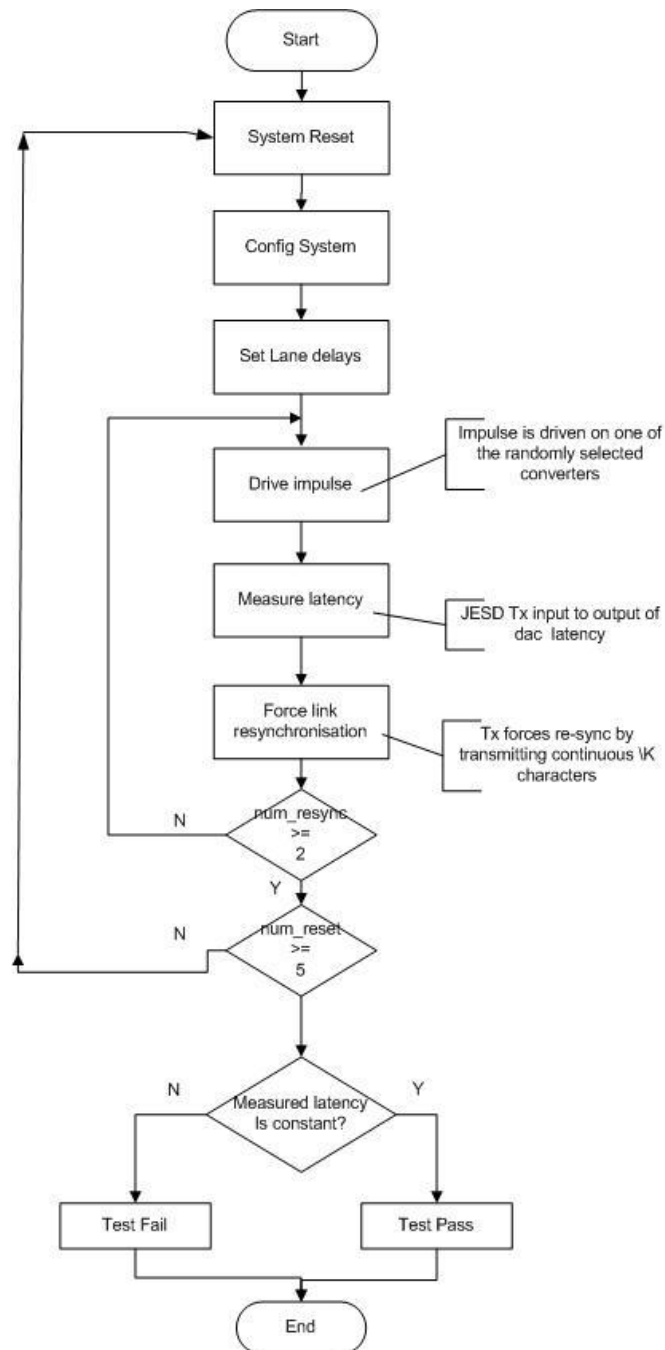 Start
System Reset
Config System
Set Lane delays
Impulse is driven on one of
the randomly selected
converters
Drive impulse
Measure latency
JESD Tx input to output of
dac latency
Force link
resynchronisation
Tx forces re-sync by
transmitting continuous \K
characters
N
num_resync
>=
2
Y
N
num_reset
>=
5
N
Measured latency
Is constant?
Y
Test Fail
Test Pass
End